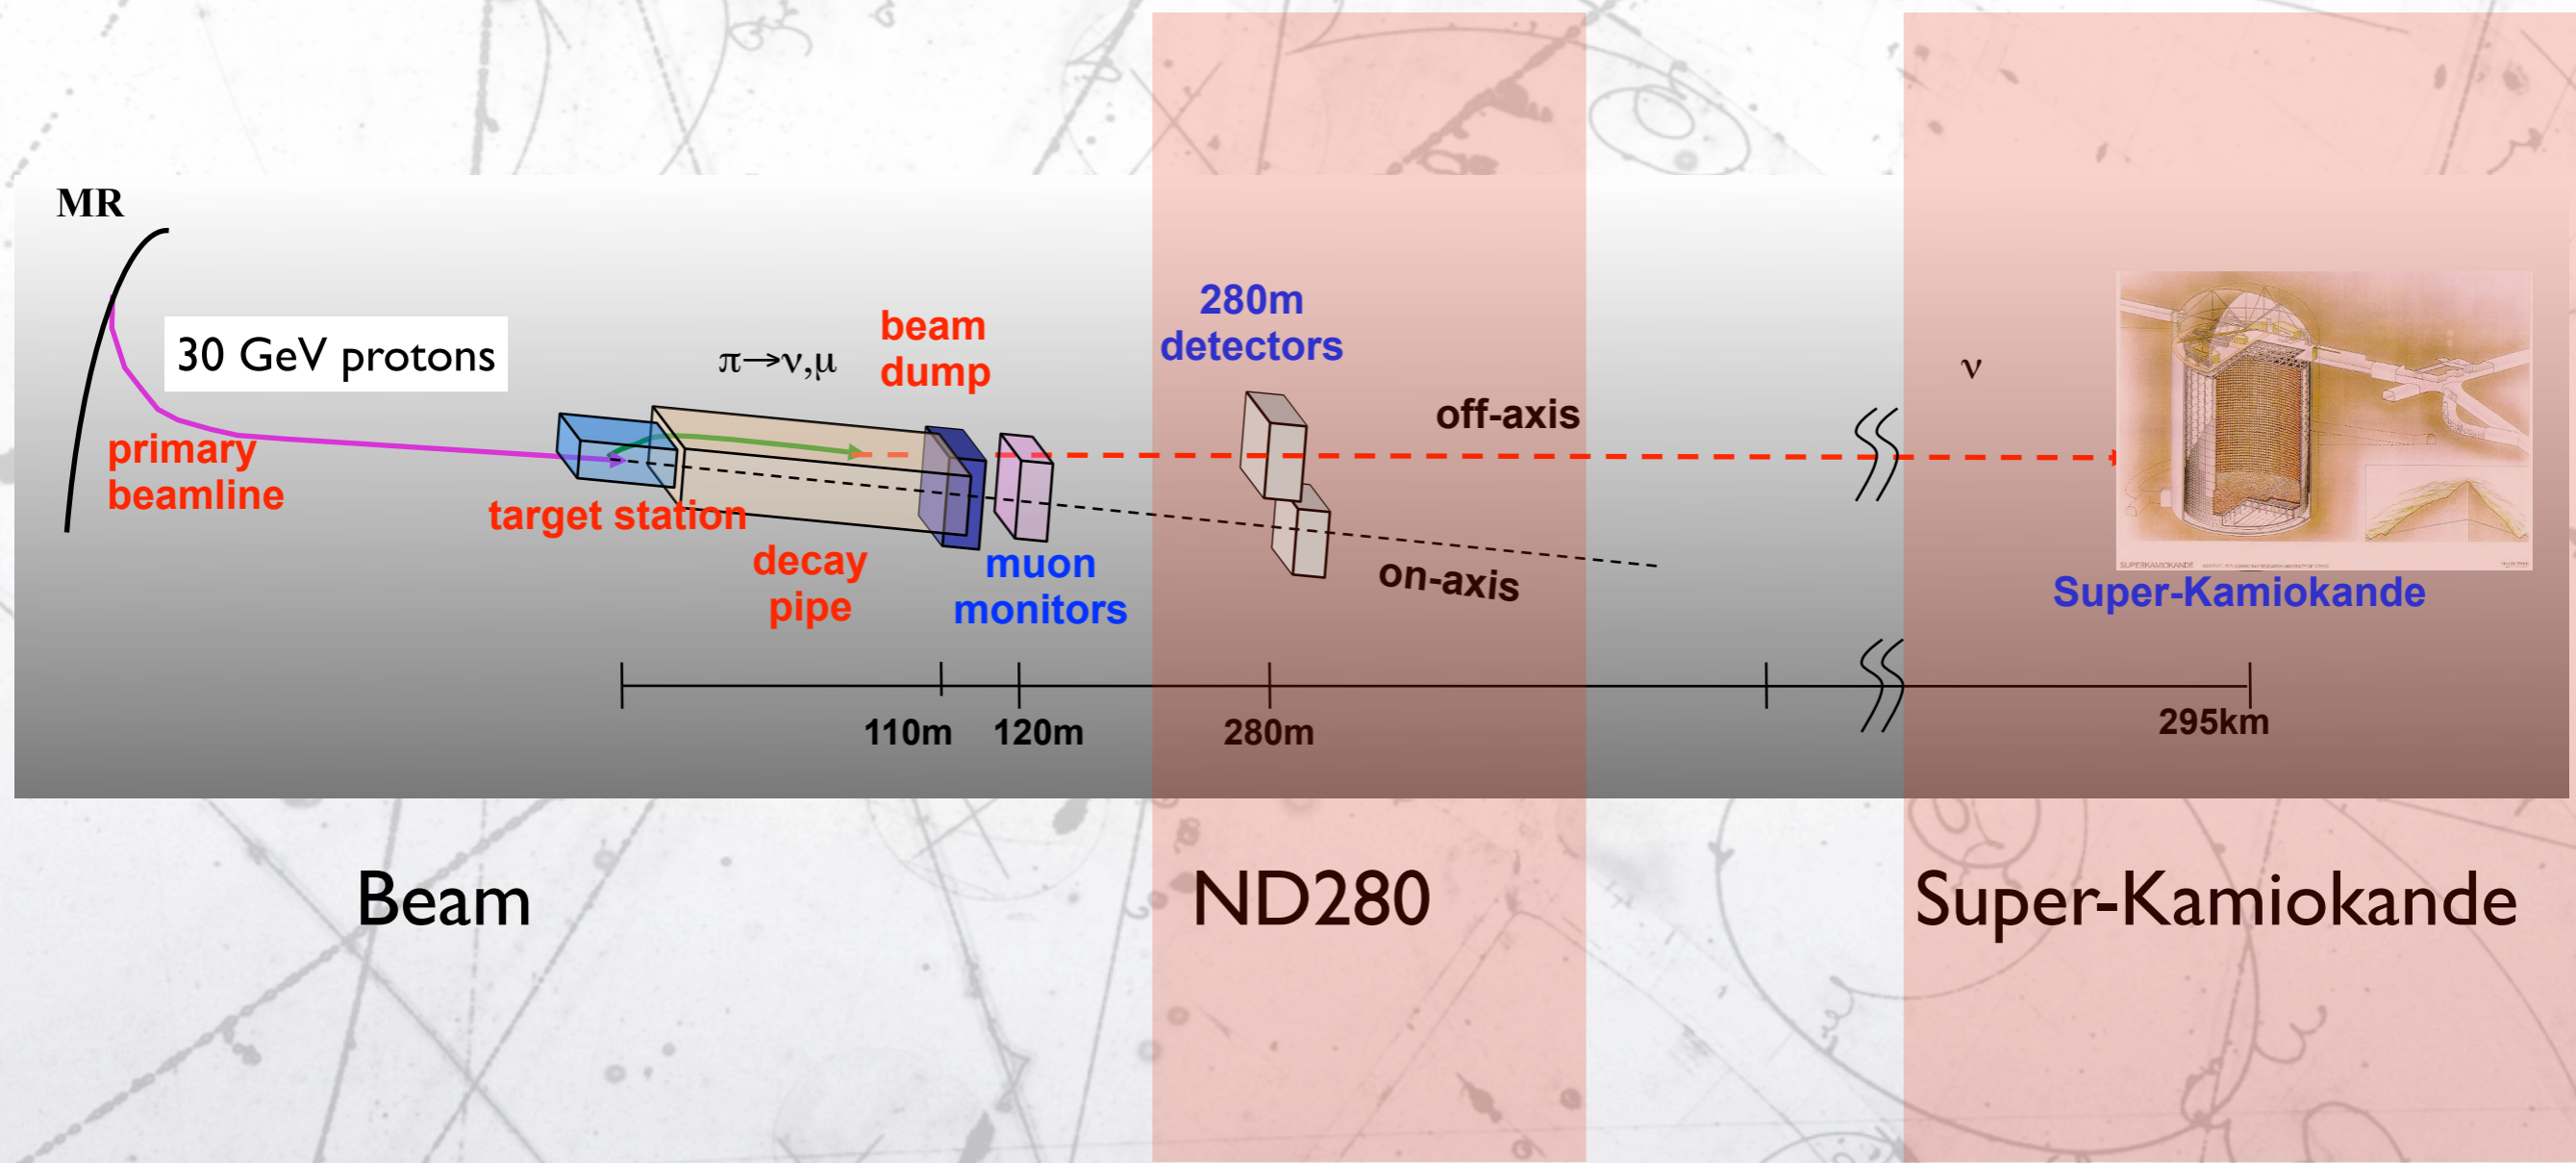 MR
30 GeV protons
primary
beamline
target station
π→ν,μ
decay
pipe
beam
dump
muon
monitors
280m
detectors
off-axis
on-axis
ν
SUPERKAMIOKANDE
Super-Kamiokande
110m
120m
280m
295km
Beam
ND280
Super-Kamiokande